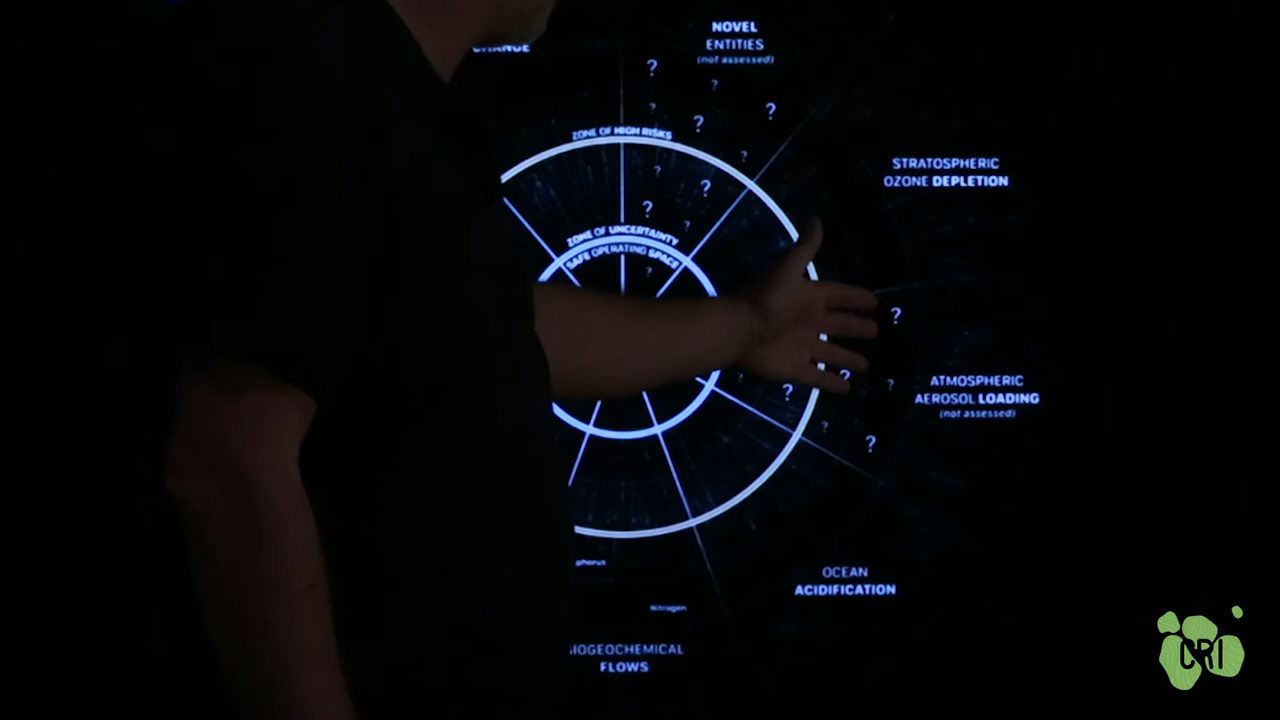 CHANGE
NOVEL
ENTITIES
(not assessed)
?
?
?
?
?
ZONE OF HIGH RISKS
?
?
?
STRATOSPHERIC
OZONE DEPLETION
?
?
ZONE OF UNCERTAINTY
SAFE OPERATING SPACE
?
?
?
?
?
?
ATMOSPHERIC
AEROSOL LOADING
(not assessed)
?
?
phorus
OCEAN
ACIDIFICATION
Nitrogen
IOGEOCHEMICAL
FLOWS
CRI